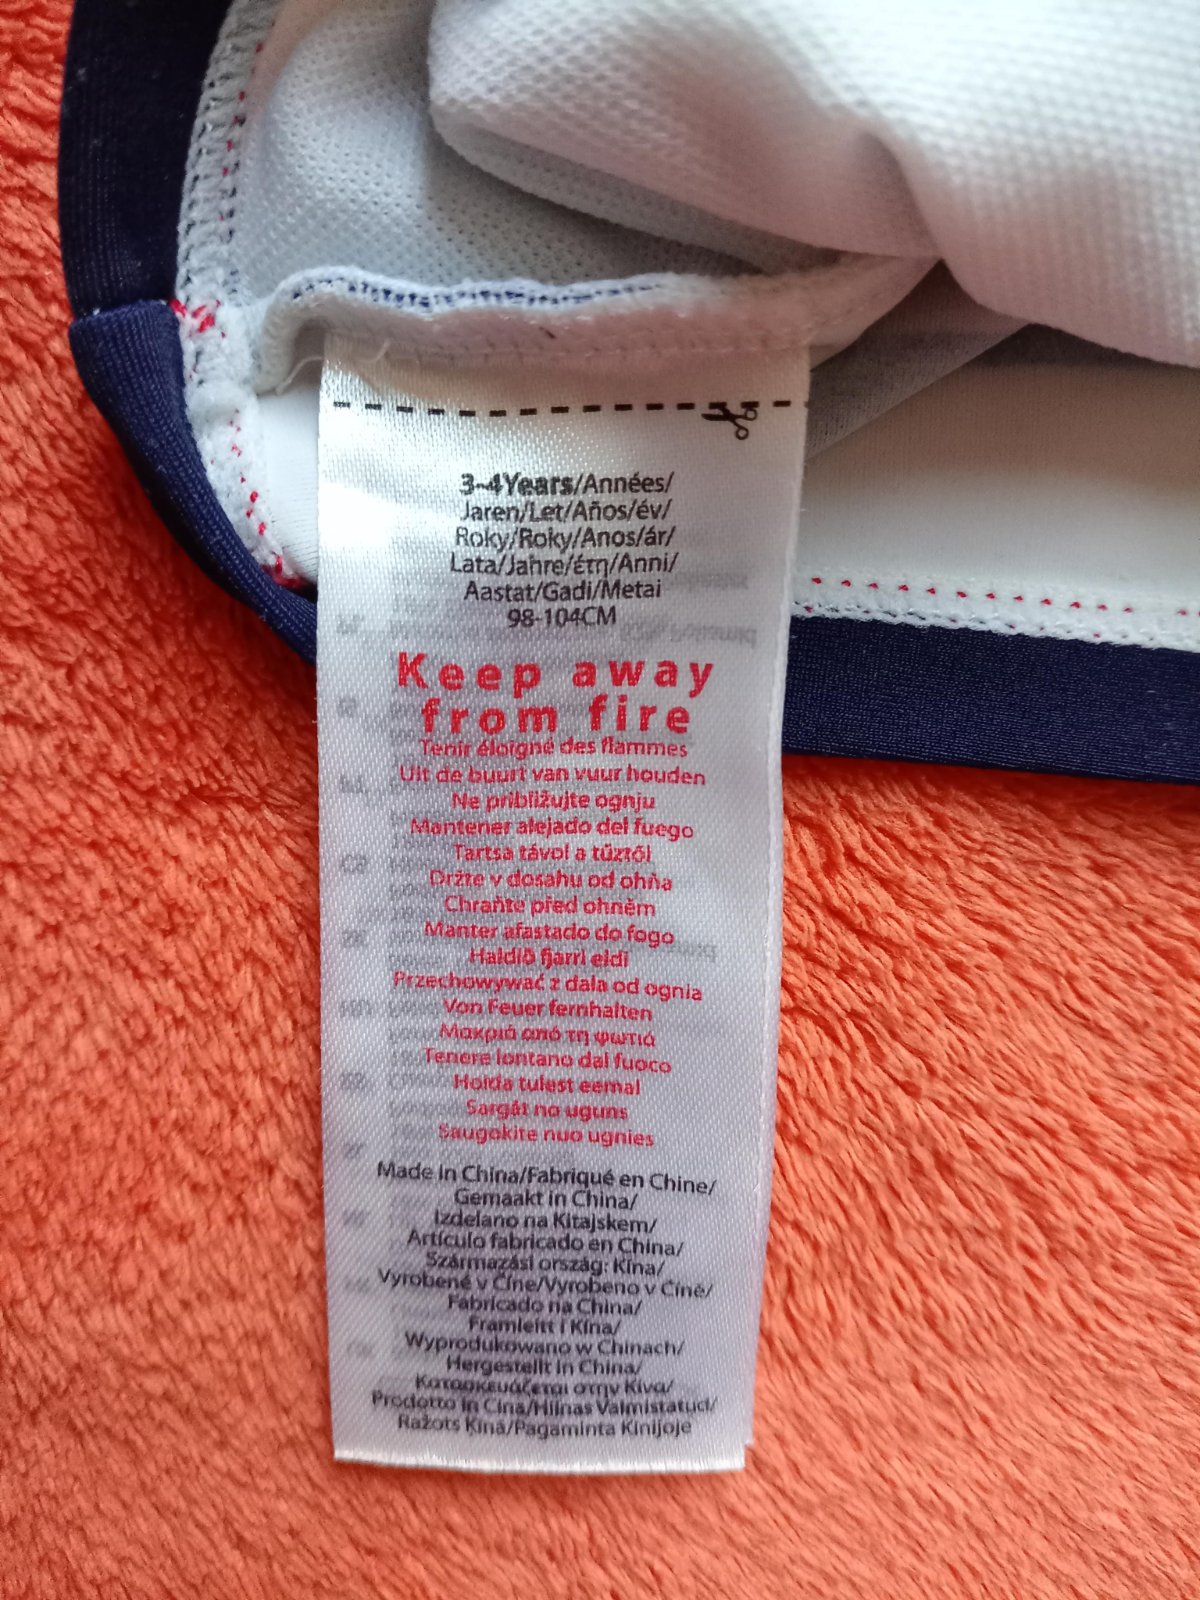 3-4Years/Années/
Jaren/Let/Años/év/
Roky/Roky/Anos/ár/
Lata/Jahre/έτη/Anni/
Aastat/Gadi/Metai
98-104CM
Keep away
from fire
Tenir éloigné des flammes
Uit de buurt van vuur houden
Ne približujte ognju
Mantener alejado del fuego
Tartsa távol a tűztől
Držte v dosahu od ohňa
Chraňte před ohněm
Manter afastado do fogo
Haldið fjarri eldi
Przechowywać z dala od ognia
Von Feuer fernhalten
Μακριά από τη φωτιά
Tenere lontano dal fuoco
Hoida tulest eemal
Sargāt no uguns
Saugokite nuo ugnies
Made in China/Fabriqué en Chine/
Gemaakt in China/
Izdelano na Kitajskem/
Artículo fabricado en China/
Származási ország: Kína/
Vyrobené v Číne/Vyrobeno v Číně/
Fabricado na China/
Framleitt í Kína/
Wyprodukowano w Chinach/
Hergestellt in China/
Κατασκευάζεται στην Κίνα/
Prodotto in Cina/Hiinas Valmistatud/
Ražots Ķīnā/Pagaminta Kinijoje